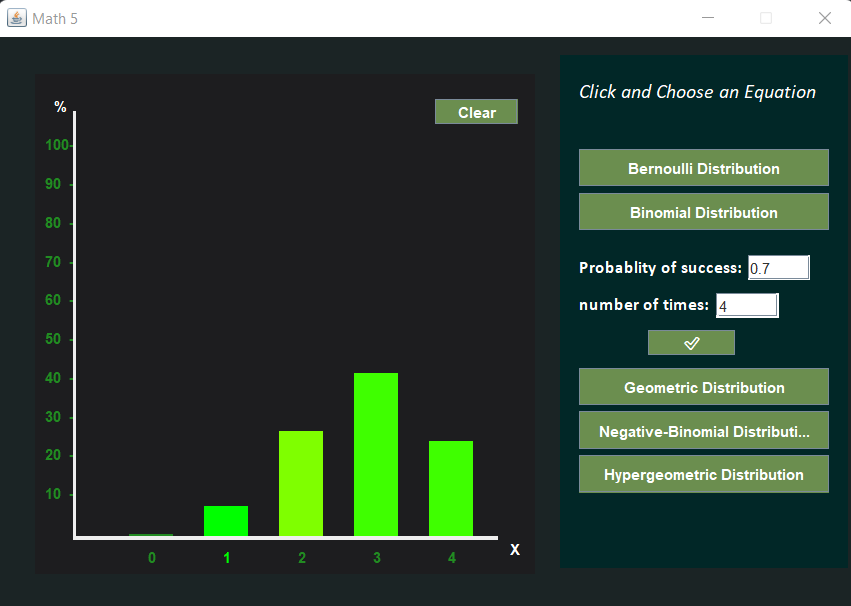 Math 5
%
Clear
100
90
80
70
60
50
40
30
20
10
0 1 2 3 4
X
Click and Choose an Equation
Bernoulli Distribution
Binomial Distribution
Probablity of success: 0.7
number of times: 4
Geometric Distribution
Negative-Binomial Distributi...
Hypergeometric Distribution